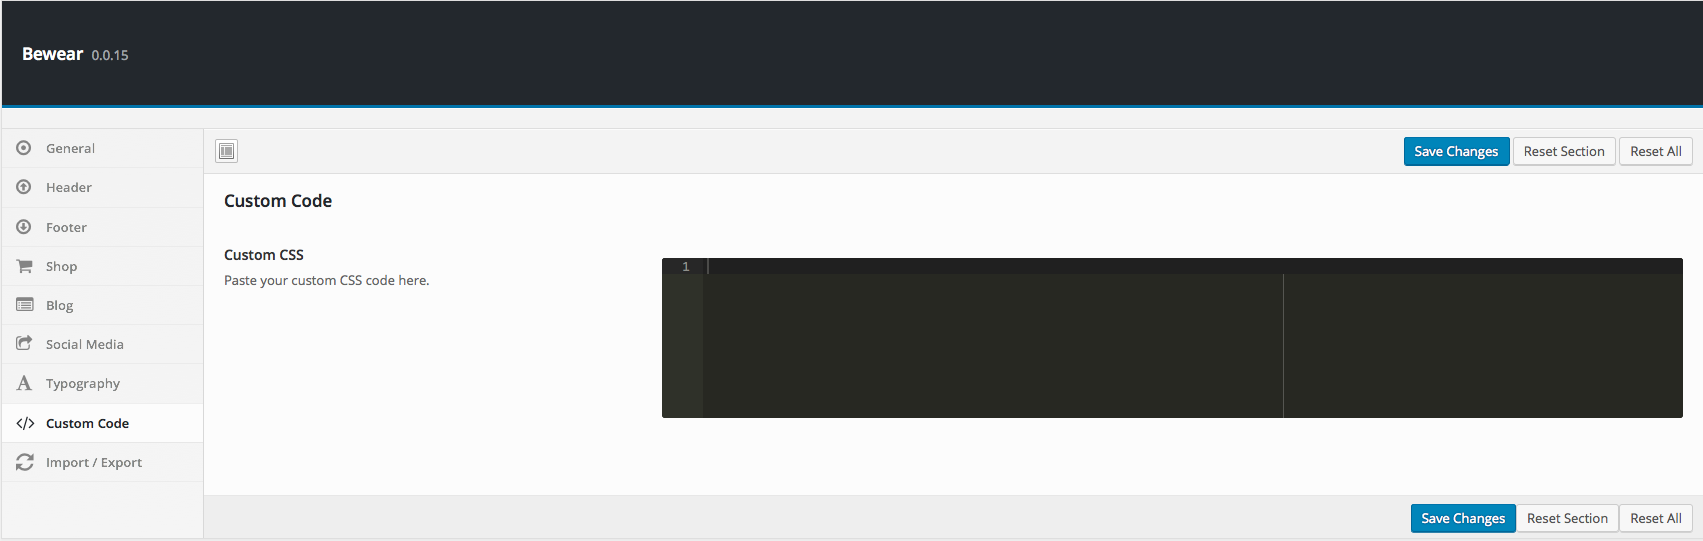 Bewear 0.0.15
General
Header
Footer
Shop
Blog
Social Media
Typography
Custom Code
Import / Export
Save Changes Reset Section Reset All
Custom Code
Custom CSS
Paste your custom CSS code here.
1
Save Changes Reset Section Reset All